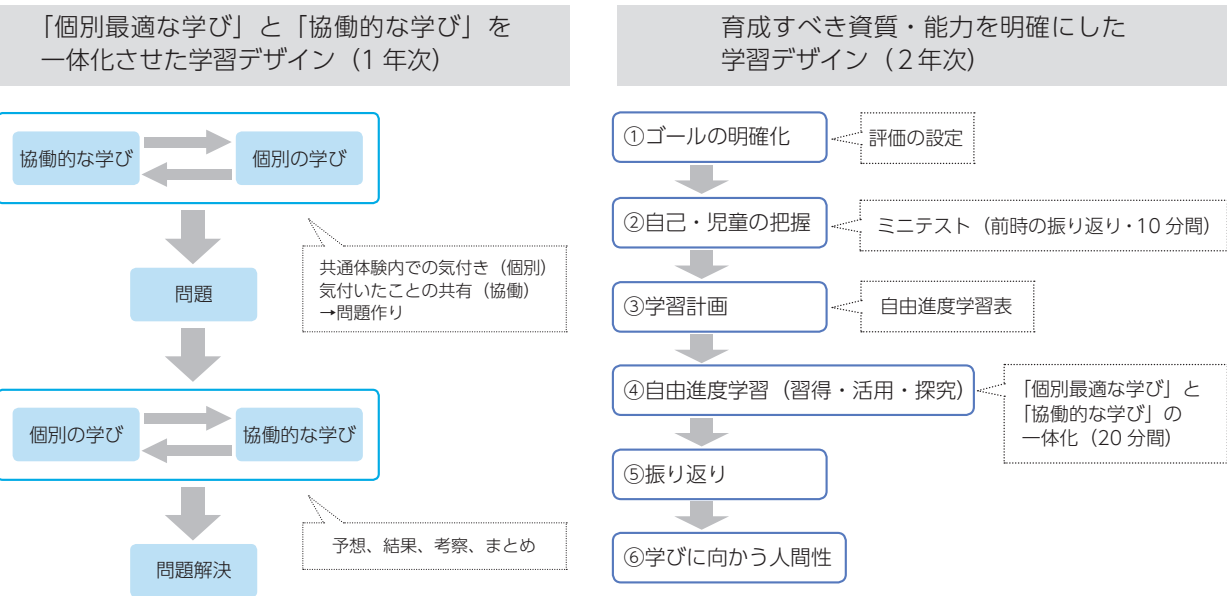 「個別最適な学び」と「協働的な学び」を
一体化させた学習デザイン（1 年次）
協働的な学び
個別の学び
共通体験内での気付き（個別）
気付いたことの共有（協働）
→問題作り
問題
個別の学び
協働的な学び
予想、結果、考察、まとめ
問題解決
育成すべき資質・能力を明確にした
学習デザイン（２年次）
①ゴールの明確化
評価の設定
②自己・児童の把握
ミニテスト（前時の振り返り・10 分間）
③学習計画
自由進度学習表
④自由進度学習（習得・活用・探究）
「個別最適な学び」と
「協働的な学び」の
一体化（20 分間）
⑤振り返り
⑥学びに向かう人間性